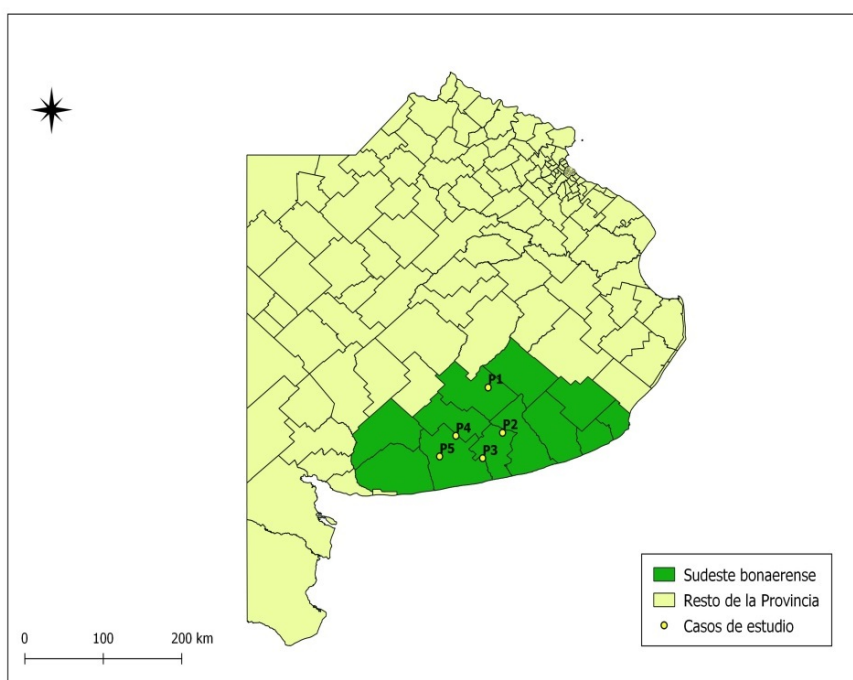 P1
P2
P4
P5
P3
Sudeste bonaerense
Resto de la Provincia
Casos de estudio
0 100 200 km